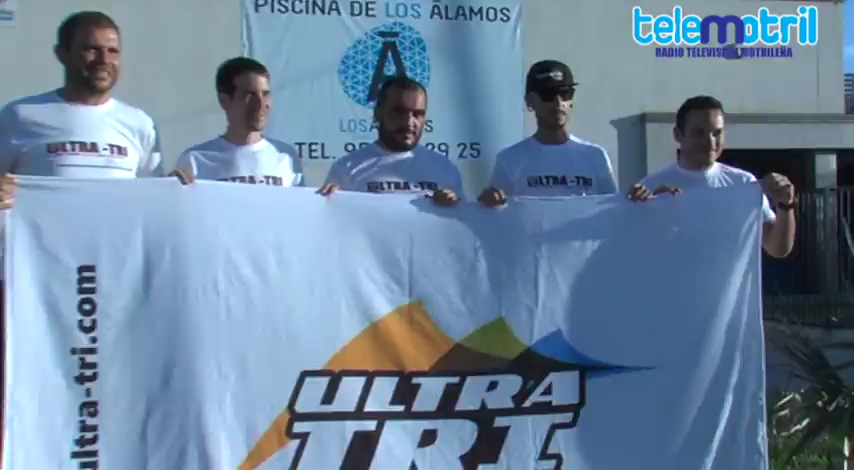 PISCINA DE LOS ÁLAMOS
telemotril
RADIO TELEVISIÓN MOTRILEÑA
Á
TEL. 29 25
ULTRA-TRI
ULTRA-TRI
ULTRA-TRI
ULTRA-TRI
ultra-tri.com
ULTRA
TRI